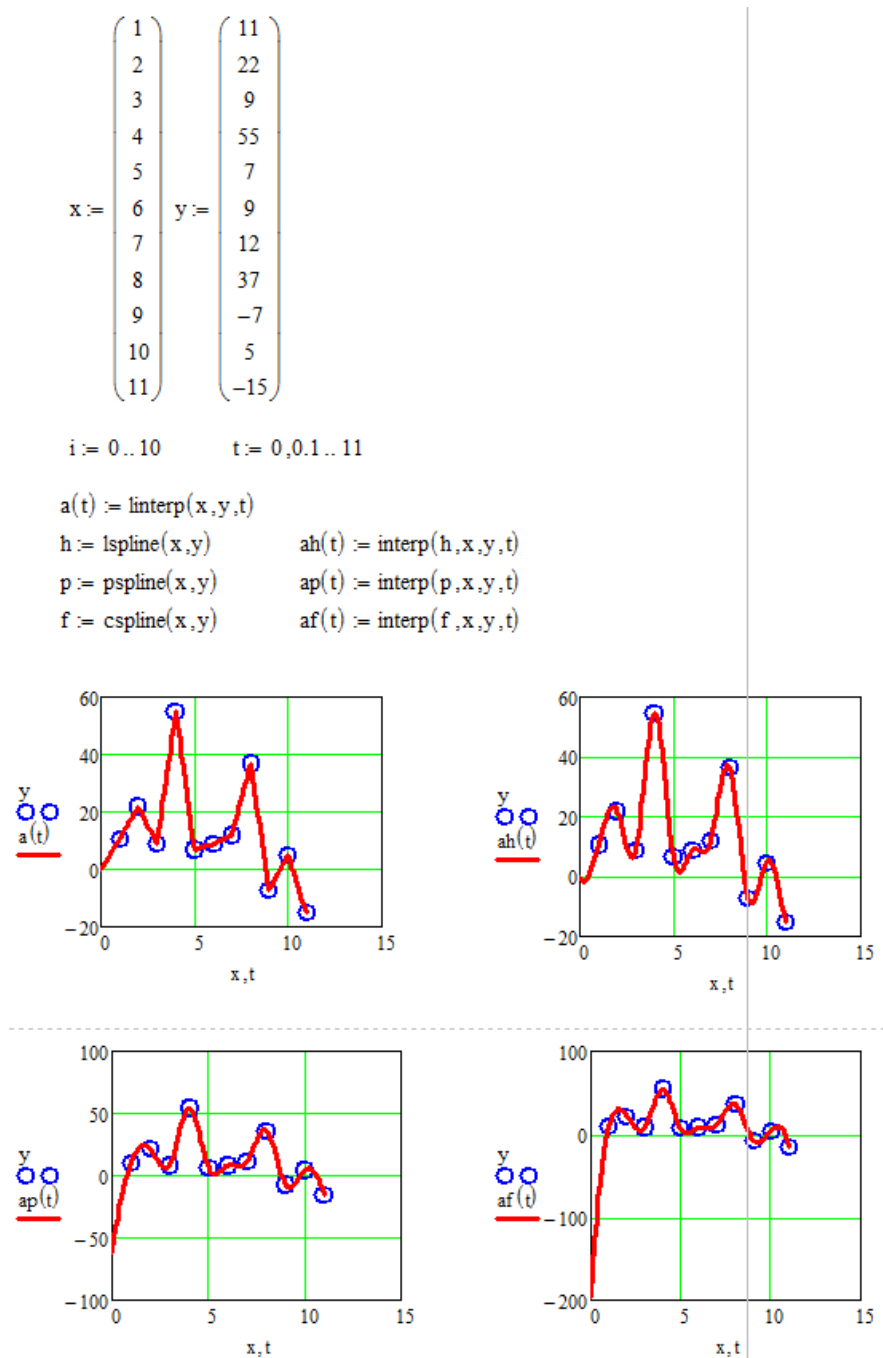 x := ( 1 2 3 4 5 6 7 8 9 10 11 ) y := ( 11 22 9 55 7 9 12 37 −7 5 −15 )
i := 0 .. 10 t := 0 , 0.1 .. 11
a(t) := linterp(x , y , t)
h := lspline(x , y) ah(t) := interp(h , x , y , t)
p := pspline(x , y) ap(t) := interp(p , x , y , t)
f := cspline(x , y) af(t) := interp(f , x , y , t)
60
40
20
0
−20
0 5 10 15
y
a(t)
x , t
60
40
20
0
−20
0 5 10 15
y
ah(t)
x , t
100
50
0
−50
−100
0 5 10 15
y
ap(t)
x , t
100
0
−100
−200
0 5 10 15
y
af(t)
x , t